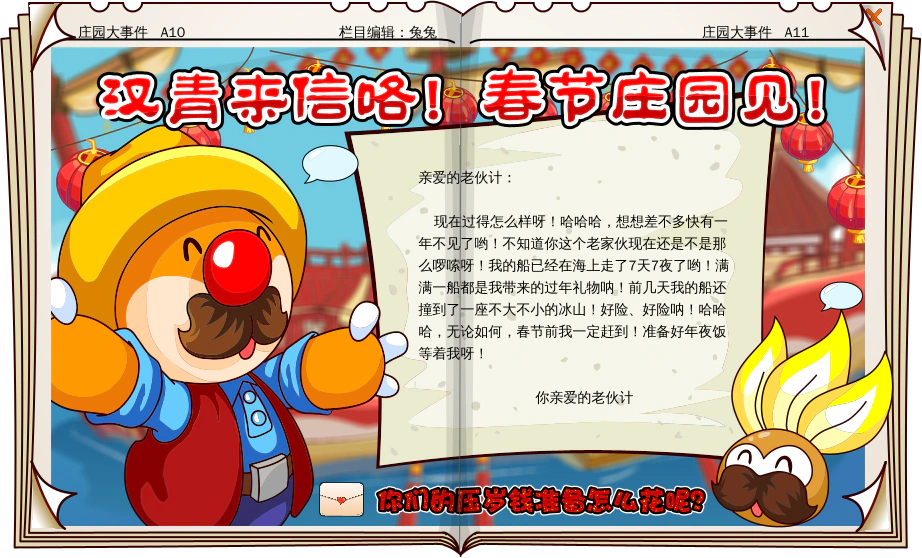 庄园大事件 A10
栏目编辑：兔兔
庄园大事件 A11
汉青来信咯！春节庄园见！
亲爱的老伙计：
现在过得怎么样呀！哈哈哈，想想差不多快有一
年不见了哟！不知道你这个老家伙现在还是不是那
么啰嗦呀！我的船已经在海上走了7天7夜了哟！满
满一船都是我带来的过年礼物呐！前几天我的船还
撞到了一座不大不小的冰山！好险、好险呐！哈哈
哈，无论如何，春节前我一定赶到！准备好年夜饭
等着我呀！
你亲爱的老伙计
你们的压岁钱准备怎么花呢？